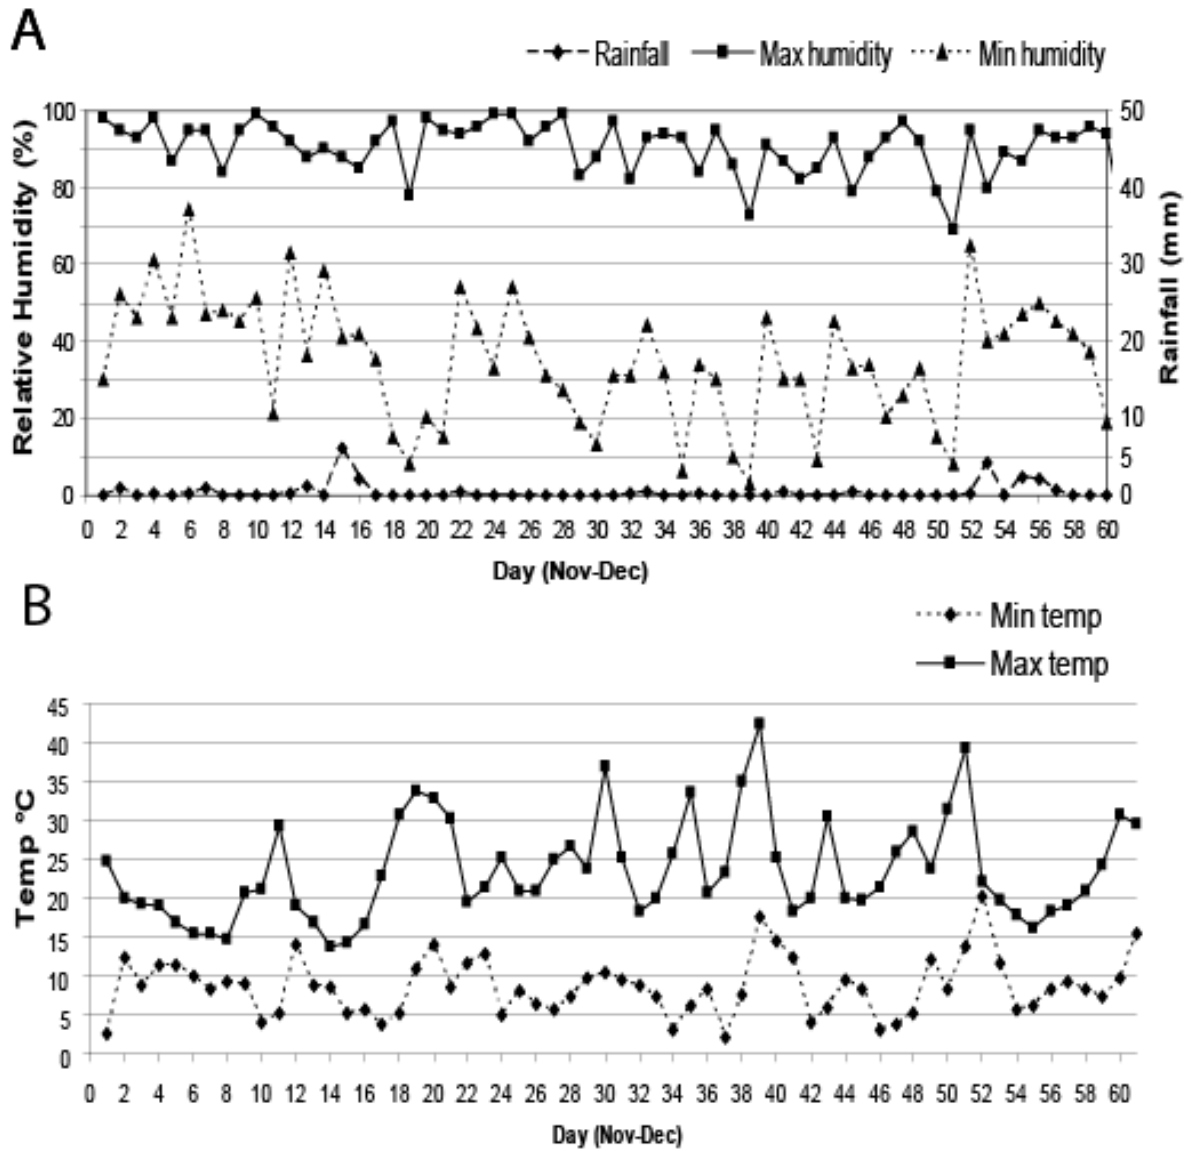 A
Rainfall Max humidity Min humidity
100 50
80 40
60 30
40 20
20 10
5
0 0
Relative Humidity (%)
Rainfall (mm)
0 2 4 6 8 10 12 14 16 18 20 22 24 26 28 30 32 34 36 38 40 42 44 46 48 50 52 54 56 58 60
Day (Nov-Dec)
B
Min temp
Max temp
45
40
35
30
25
20
15
10
5
0
Temp ºC
0 2 4 6 8 10 12 14 16 18 20 22 24 26 28 30 32 34 36 38 40 42 44 46 48 50 52 54 56 58 60
Day (Nov-Dec)